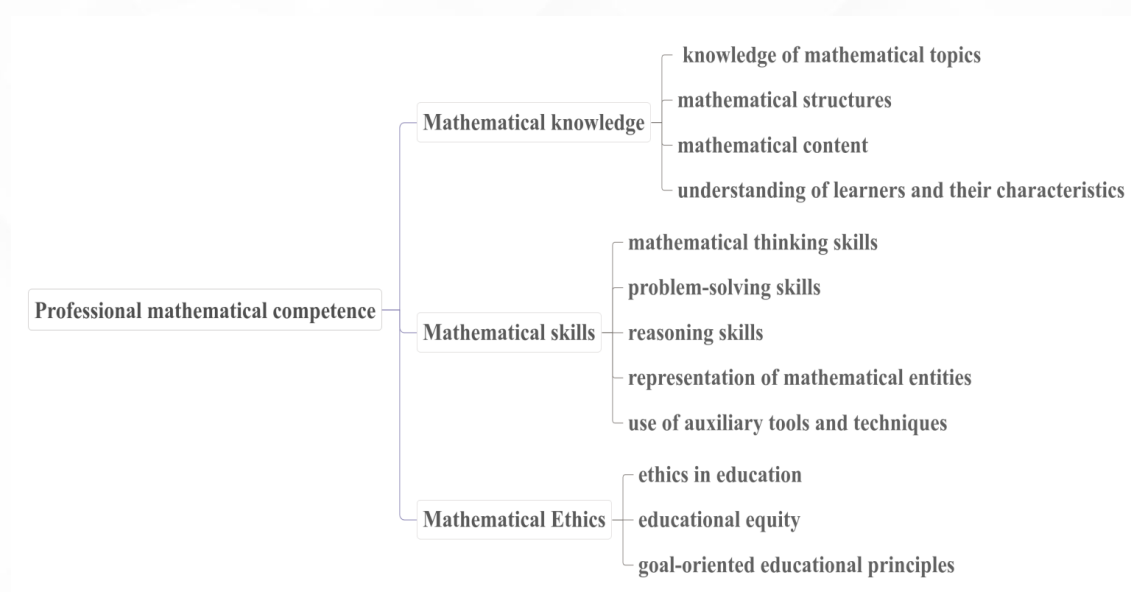 Professional mathematical competence
Mathematical knowledge
knowledge of mathematical topics
mathematical structures
mathematical content
understanding of learners and their characteristics
Mathematical skills
mathematical thinking skills
problem-solving skills
reasoning skills
representation of mathematical entities
use of auxiliary tools and techniques
Mathematical Ethics
ethics in education
educational equity
goal-oriented educational principles